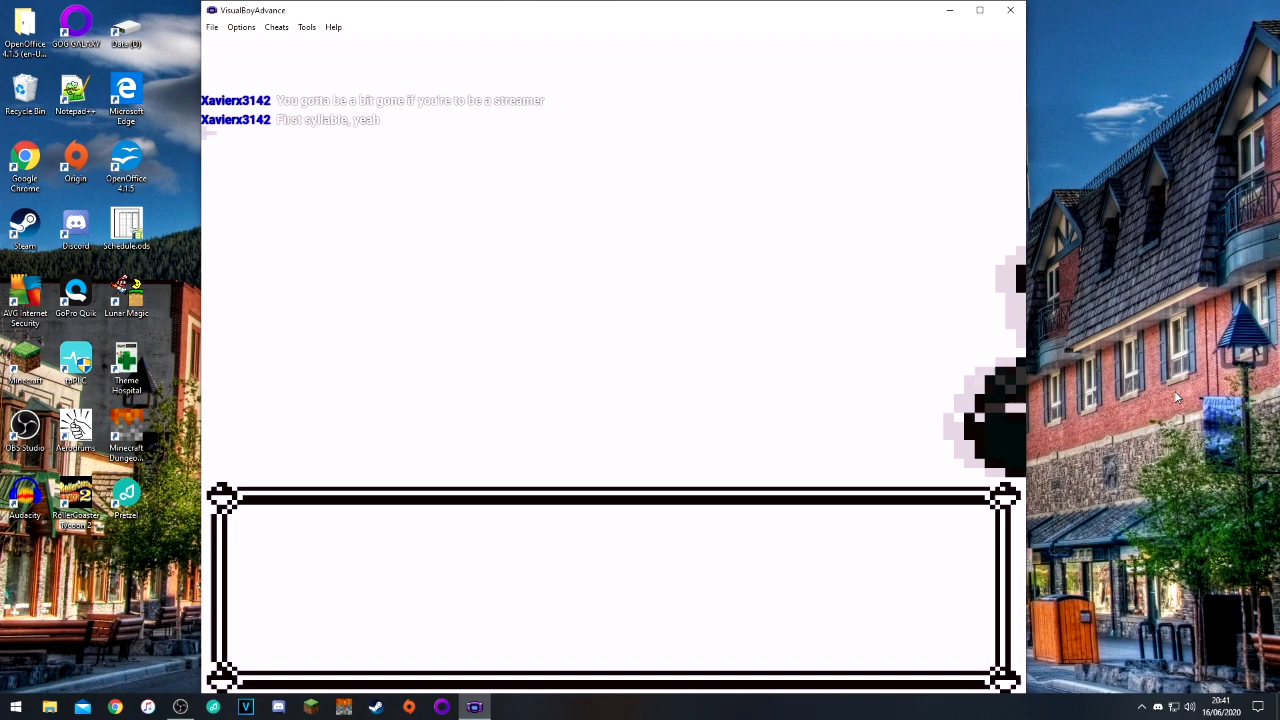 VisualBoyAdvance
File Options Cheats Tools Help
Xavierx3142 You gotta be a bit gone if you're to be a streamer
Xavierx3142 First syllable, yeah
OpenOffice 4.1.5 (en-U...
GOG GALAXY
Data (D)
Recycle Bin
Notepad++
Microsoft Edge
Google Chrome
Origin
OpenOffice 4.1.5
Steam
Discord
Schedule.ods
AVG Internet Security
GoPro Quik
Lunar Magic
Minecraft
Theme Hospital
OBS Studio
Aerodrums
Minecraft Dungeo...
Audacity
RollerCoaster Tycoon 2
Pretzel
20:41
16/06/2020